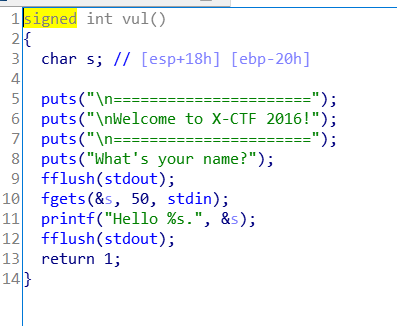 1 signed int vul()
2 {
3   char s; // [esp+18h] [ebp-20h]
4
5   puts("\n======================");
6   puts("\nWelcome to X-CTF 2016!");
7   puts("\n======================");
8   puts("What's your name?");
9   fflush(stdout);
10   fgets(&s, 50, stdin);
11   printf("Hello %s.", &s);
12   fflush(stdout);
13   return 1;
14 }